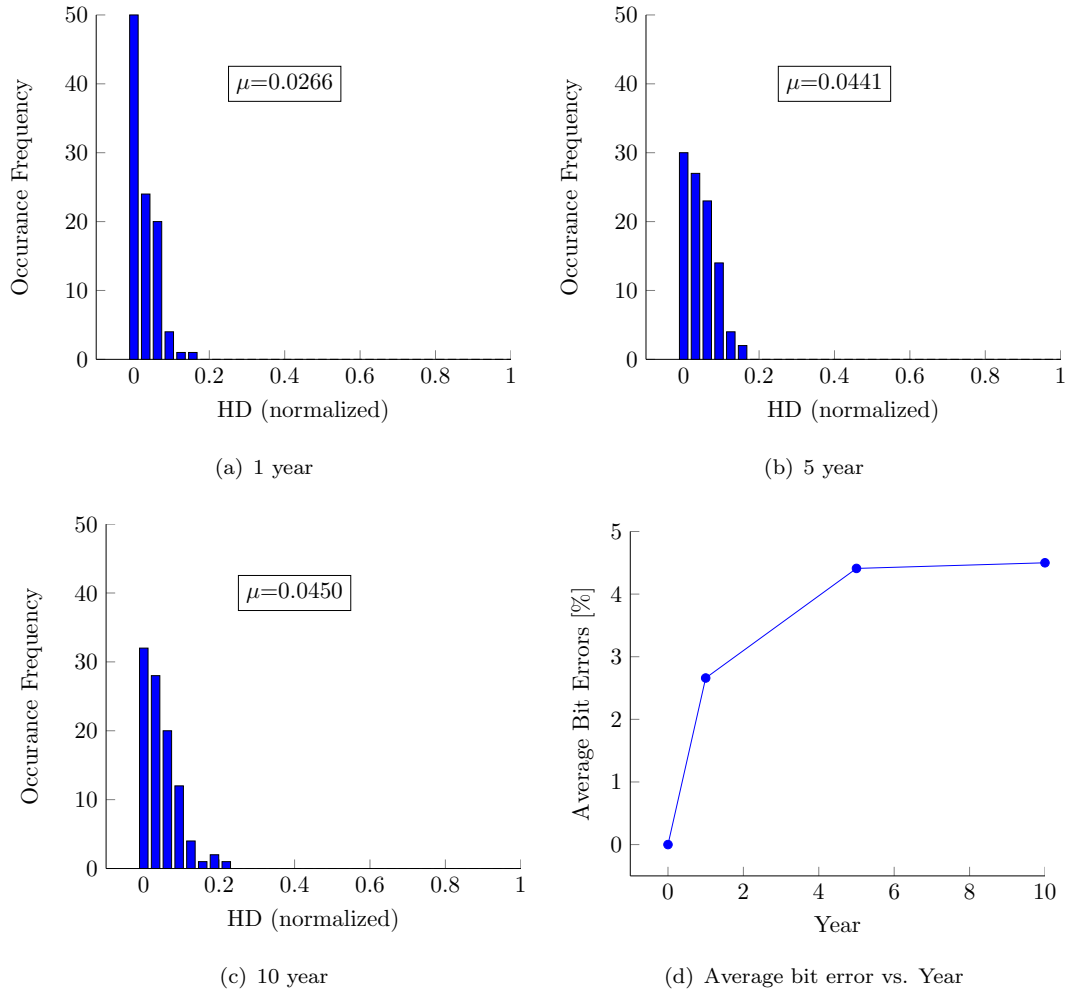 50
40
30
20
10
0
Occurance Frequency
μ=0.0266
0 0.2 0.4 0.6 0.8 1
HD (normalized)
(a) 1 year
50
40
30
20
10
0
Occurance Frequency
μ=0.0441
0 0.2 0.4 0.6 0.8 1
HD (normalized)
(b) 5 year
50
40
30
20
10
0
Occurance Frequency
μ=0.0450
0 0.2 0.4 0.6 0.8 1
HD (normalized)
(c) 10 year
5
4
3
2
1
0
Average Bit Errors [%]
0 2 4 6 8 10
Year
(d) Average bit error vs. Year